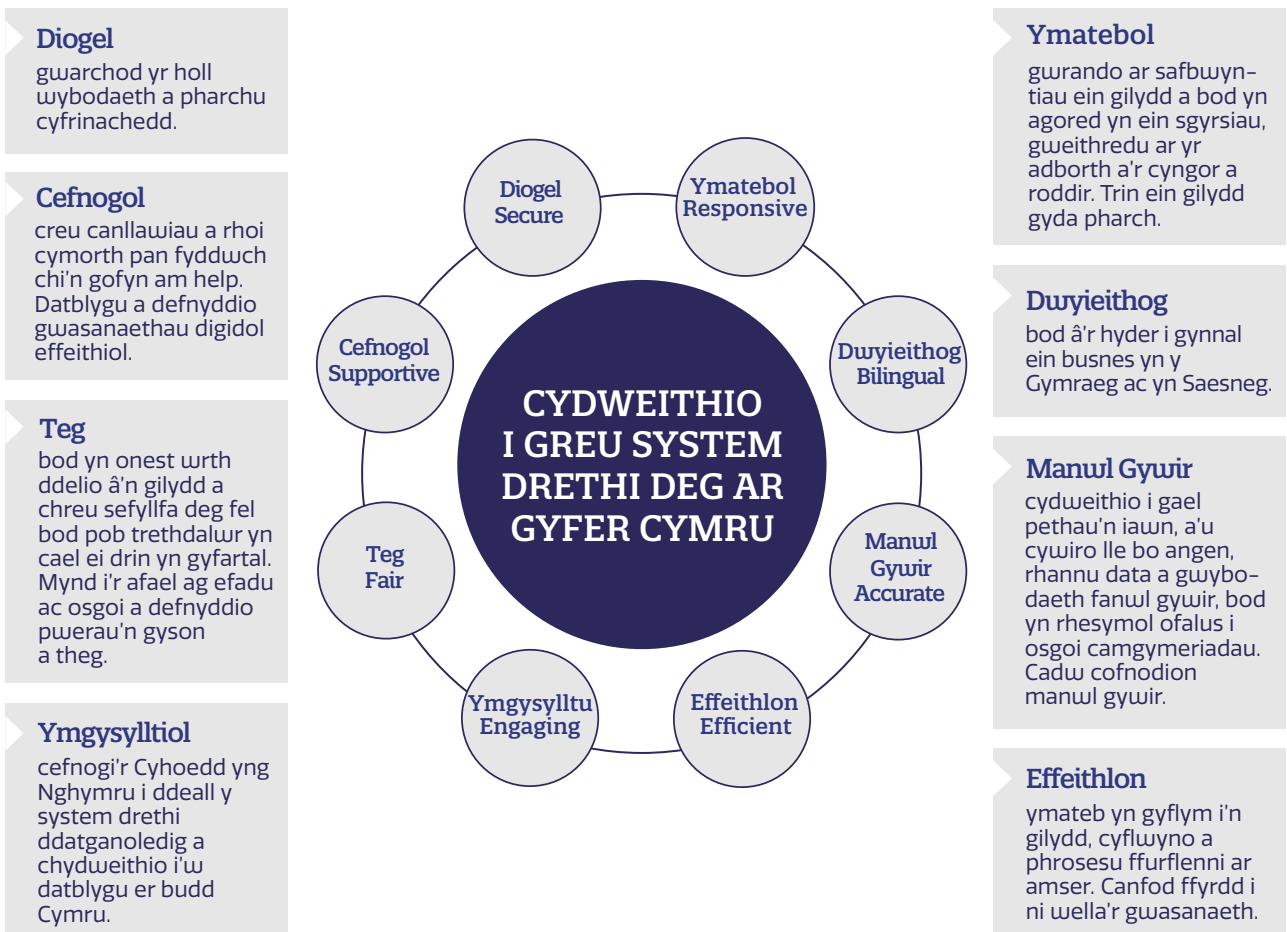 Diogel
gwarchod yr holl
wybodaeth a pharchu
cyfrinachedd.
Cefnogol
creu canllawiau a rhoi
cymorth pan fyddwch
chi'n gofyn am help.
Datblygu a defnyddio
gwasanaethau digidol
effeithiol.
Teg
bod yn onest wrth
ddelio â'n gilydd a
chreu sefyllfa deg fel
bod pob trethdalwr yn
cael ei drin yn gyfartal.
Mynd i'r afael ag efadu
ac osgoi a defnyddio
pwerau'n gyson
a theg.
Ymgysylltiol
cefnogi'r Cyhoedd yng
Nghymru i ddeall y
system drethi
ddatganoledig a
chydweithio i'w
datblygu er budd
Cymru.
Diogel
Secure
Ymatebol
Responsive
Cefnogol
Supportive
Dwyieithog
Bilingual
CYDWEITHIO
I GREU SYSTEM
DRETHI DEG AR
GYFER CYMRU
Teg
Fair
Manwl
Gywir
Accurate
Ymgysylltu
Engaging
Effeithlon
Efficient
Ymatebol
gwrando ar safbwyn-
tiau ein gilydd a bod yn
agored yn ein sgyrsiau,
gweithredu ar yr
adborth a'r cyngor a
roddir. Trin ein gilydd
gyda pharch.
Dwyieithog
bod â'r hyder i gynnal
ein busnes yn y
Gymraeg ac yn Saesneg.
Manwl Gywir
cydweithio i gael
pethau'n iawn, a'u
cywiro lle bo angen,
rhannu data a gwybo-
daeth fanwl gywir, bod
yn rhesymol ofalus i
osgoi camgymeriadau.
Cadw cofnodion
manwl gywir.
Effeithlon
ymateb yn gyflym i'n
gilydd, cyflwyno a
phrosesu ffurflenni ar
amser. Canfod ffyrdd i
ni wella'r gwasanaeth.